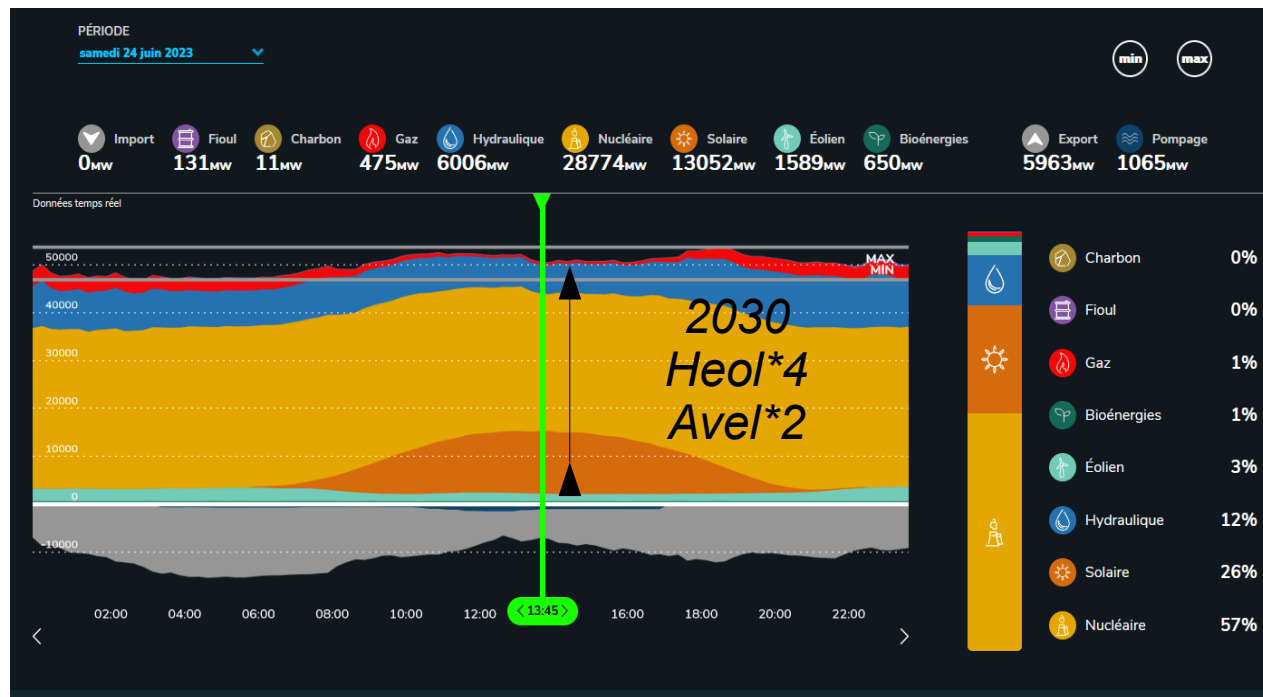 PÉRIODE
samedi 24 juin 2023
min max
Import Fioul Charbon Gaz Hydraulique Nucléaire Solaire Éolien Bioénergies Export Pompage
0MW 131MW 11MW 475MW 6006MW 28774MW 13052MW 1589MW 650MW 5963MW 1065MW
Données temps réel
50000
MAX
MIN
40000
30000
20000
10000
0
-10000
2030
Heol*4
Avel*2
02:00 04:00 06:00 08:00 10:00 12:00 <13:45> 16:00 18:00 20:00 22:00
< >
Charbon 0%
Fioul 0%
Gaz 1%
Bioénergies 1%
Éolien 3%
Hydraulique 12%
Solaire 26%
Nucléaire 57%